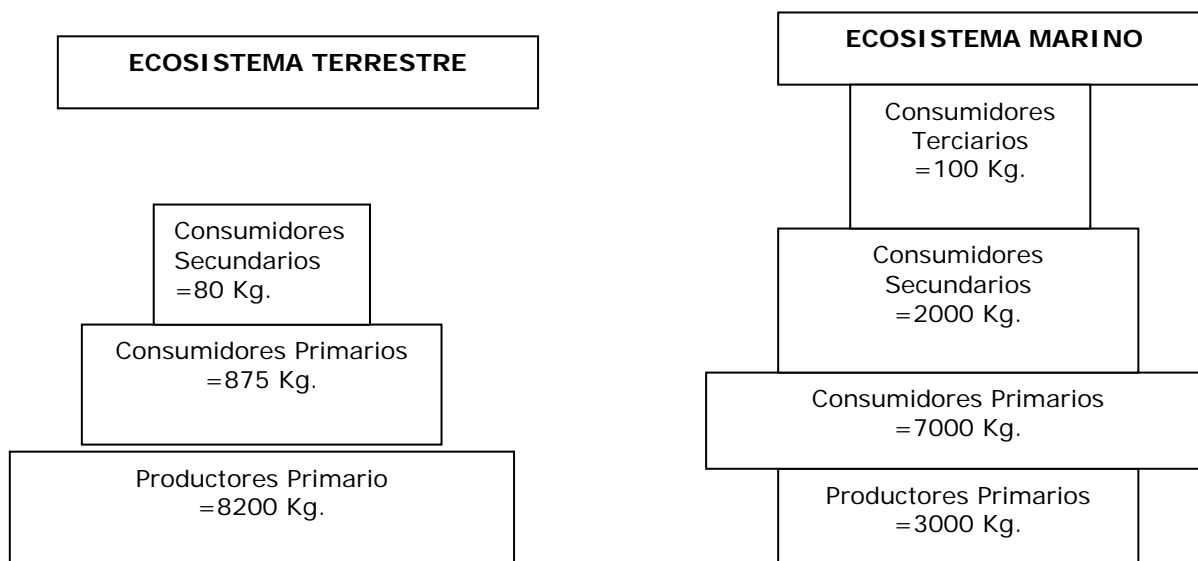 ECOSISTEMA TERRESTRE
Consumidores
Secundarios
=80 Kg.
Consumidores Primarios
=875 Kg.
Productores Primario
=8200 Kg.
ECOSISTEMA MARINO
Consumidores
Terciarios
=100 Kg.
Consumidores
Secundarios
=2000 Kg.
Consumidores Primarios
=7000 Kg.
Productores Primarios
=3000 Kg.